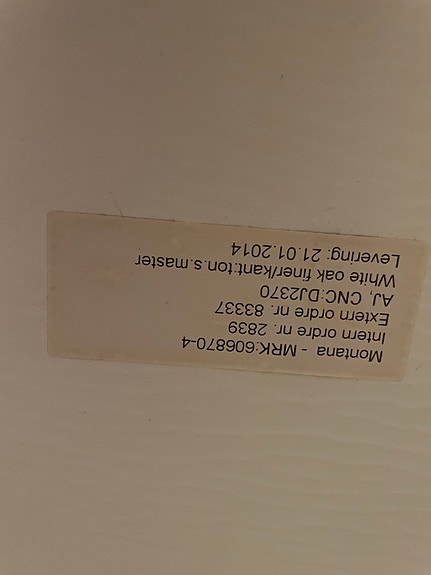 Montana - MRK:606870-4
Intern ordre nr. 2839
Extern ordre nr. 83337
AJ, CNC:DJ2370
White oak finer/kant:ton.s.master
Levering: 21.01.2014